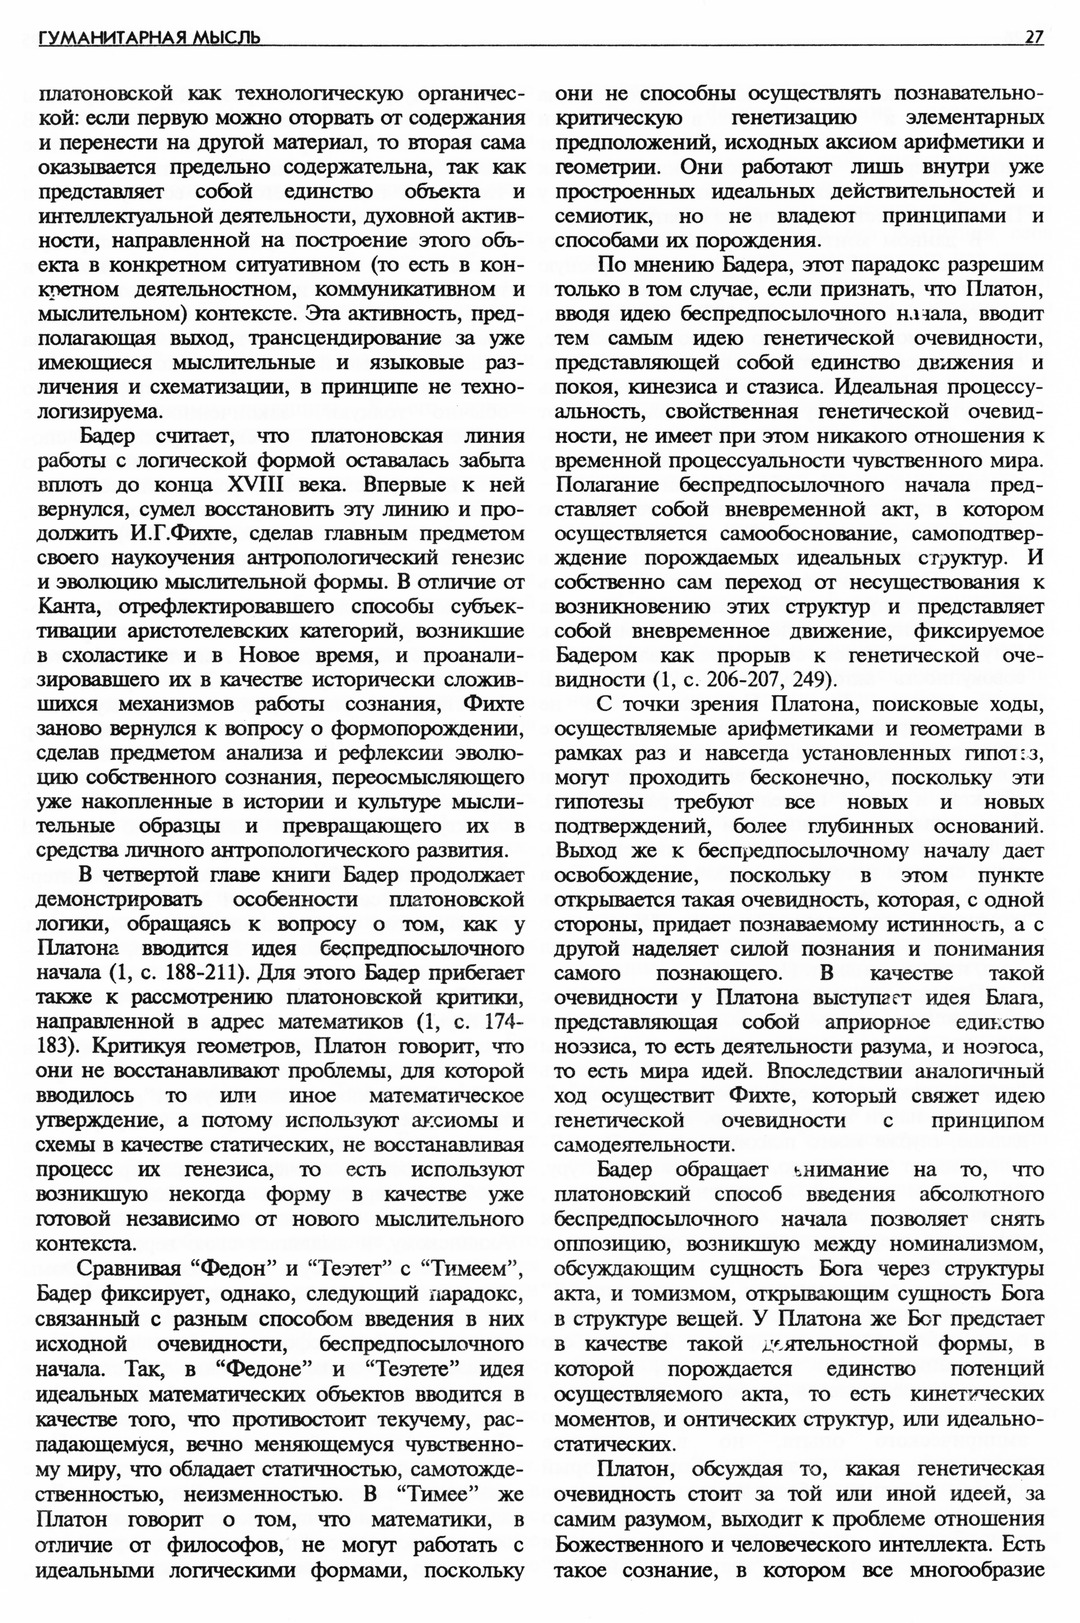 ГУМАНИТАРНАЯ МЫСЛЬ 27
платоновской как технологическую органичес-
кой: если первую можно оторвать от содержания
и перенести на другой материал, то вторая сама
оказывается предельно содержательна, так как
представляет собой единство объекта и
интеллектуальной деятельности, духовной актив-
ности, направленной на построение этого объ-
екта в конкретном ситуативном (то есть в кон-
кретном деятельностном, коммуникативном и
мыслительном) контексте. Эта активность, пред-
полагающая выход, трансцендирование за уже
имеющиеся мыслительные и языковые раз-
личения и схематизации, в принципе не техно-
логизируема.
Бадер считает, что платоновская линия
работы с логической формой оставалась забыта
вплоть до конца XVIII века. Впервые к ней
вернулся, сумел восстановить эту линию и про-
должить И.Г.Фихте, сделав главным предметом
своего наукоучения антропологический генезис
и эволюцию мыслительной формы. В отличие от
Канта, отрефлектировавшего способы субъек-
тивации аристотелевских категорий, возникшие
в схоластике и в Новое время, и проанали-
зировавшего их в качестве исторически сложив-
шихся механизмов работы сознания, Фихте
заново вернулся к вопросу о формопорождении,
сделав предметом анализа и рефлексии эволю-
цию собственного сознания, переосмысляющего
уже накопленные в истории и культуре мысли-
тельные образцы и превращающего их в
средства личного антропологического развития.
В четвертой главе книги Бадер продолжает
демонстрировать особенности платоновской
логики, обращаясь к вопросу о том, как у
Платона вводится идея беспредпосылочного
начала (1, с. 188-211). Для этого Бадер прибегает
также к рассмотрению платоновской критики,
направленной в адрес математиков (1, с. 174-
183). Критикуя геометров, Платон говорит, что
они не восстанавливают проблемы, для которой
вводилось то или иное математическое
утверждение, а потому используют аксиомы и
схемы в качестве статических, не восстанавливая
процесс их генезиса, то есть используют
возникшую некогда форму в качестве уже
готовой независимо от нового мыслительного
контекста.
Сравнивая “Федон” и “Теэтет” с “Тимеем”,
Бадер фиксирует, однако, следующий парадокс,
связанный с разным способом введения в них
исходной очевидности, беспредпосылочного
начала. Так, в “Федоне” и “Теэтете” идея
идеальных математических объектов вводится в
качестве того, что противостоит текучему, рас-
падающемуся, вечно меняющемуся чувственно-
му миру, что обладает статичностью, самотожде-
ственностью, неизменностью. В “Тимее” же
Платон говорит о том, что математики, в
отличие от философов, не могут работать с
идеальными логическими формами, поскольку
они не способны осуществлять познавательно-
критическую генетизацию элементарных
предположений, исходных аксиом арифметики и
геометрии. Они работают лишь внутри уже
простроенных идеальных действительностей и
семиотик, но не владеют принципами и
способами их порождения.
По мнению Бадера, этот парадокс разрешим
только в том случае, если признать, что Платон,
вводя идею беспредпосылочного начала, вводит
тем самым идею генетической очевидности,
представляющей собой единство движения и
покоя, кинезиса и стазиса. Идеальная процессу-
альность, свойственная генетической очевид-
ности, не имеет при этом никакого отношения к
временной процессуальности чувственного мира.
Полагание беспредпосылочного начала пред-
ставляет собой вневременной акт, в котором
осуществляется самообоснование, самоподтвер-
ждение порождаемых идеальных структур. И
собственно сам переход от несуществования к
возникновению этих структур и представляет
собой вневременное движение, фиксируемое
Бадером как прорыв к генетической оче-
видности (1, с. 206-207, 249).
С точки зрения Платона, поисковые ходы,
осуществляемые арифметиками и геометрами в
рамках раз и навсегда установленных гипотез,
могут проходить бесконечно, поскольку эти
гипотезы требуют все новых и новых
подтверждений, более глубинных оснований.
Выход же к беспредпосылочному началу дает
освобождение, поскольку в этом пункте
открывается такая очевидность, которая, с одной
стороны, придает познаваемому истинность, а с
другой наделяет силой познания и понимания
самого познающего. В качестве такой
очевидности у Платона выступает идея Блага,
представляющая собой априорное единство
ноэзиса, то есть деятельности разума, и ноэгоса,
то есть мира идей. Впоследствии аналогичный
ход осуществит Фихте, который свяжет идею
генетической очевидности с принципом
самодеятельности.
Бадер обращает внимание на то, что
платоновский способ введения абсолютного
беспредпосылочного начала позволяет снять
оппозицию, возникшую между номинализмом,
обсуждающим сущность Бога через структуры
акта, и томизмом, открывающим сущность Бога
в структуре вещей. У Платона же Бог предстает
в качестве такой деятельностной формы, в
которой порождается единство потенций
осуществляемого акта, то есть кинетических
моментов, и онтических структур, или идеально-
статических.
Платон, обсуждая то, какая генетическая
очевидность стоит за той или иной идеей, за
самим разумом, выходит к проблеме отношения
Божественного и человеческого интеллекта. Есть
такое сознание, в котором все многообразие